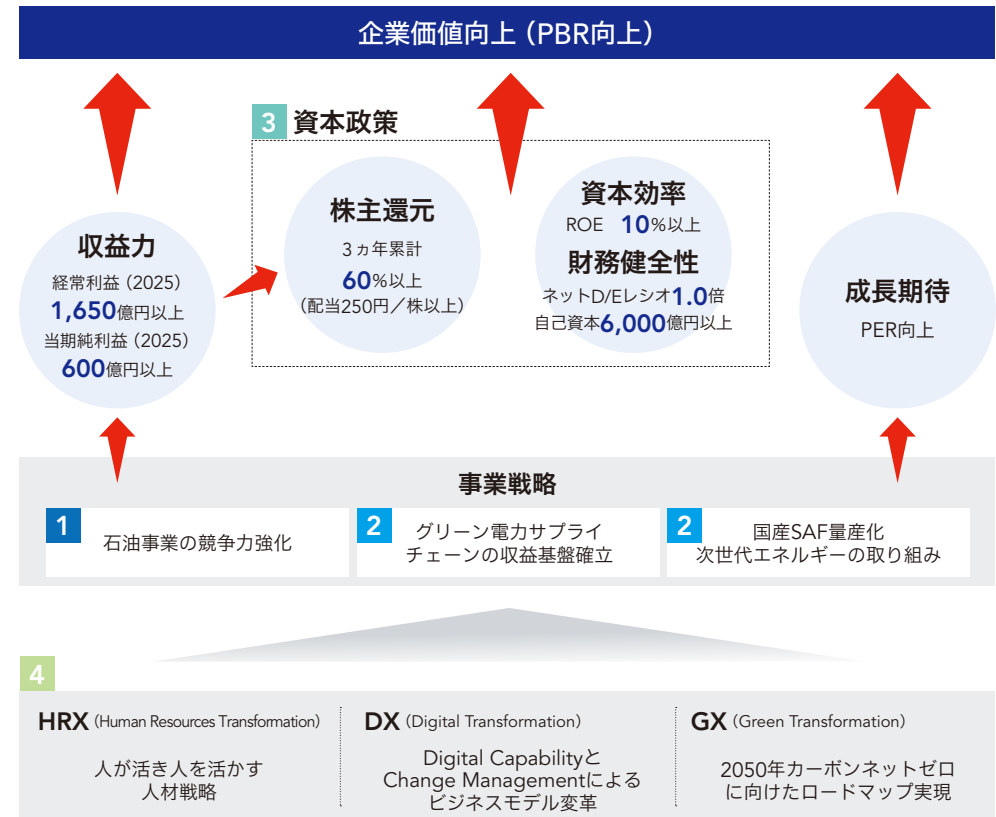 企業価値向上（PBR向上）
3 資本政策
収益力
経常利益（2025）
1,650億円以上
当期純利益（2025）
600億円以上
株主還元
3ヵ年累計
60%以上
（配当250円／株以上）
資本効率
ROE 10%以上
財務健全性
ネットD/Eレシオ1.0倍
自己資本6,000億円以上
成長期待
PER向上
事業戦略
1
石油事業の競争力強化
2
グリーン電力サプライ
チェーンの収益基盤確立
2
国産SAF量産化
次世代エネルギーの取り組み
4
HRX（Human Resources Transformation）
人が活き人を活かす
人材戦略
DX（Digital Transformation）
Digital Capabilityと
Change Managementによる
ビジネスモデル変革
GX（Green Transformation）
2050年カーボンネットゼロ
に向けたロードマップ実現